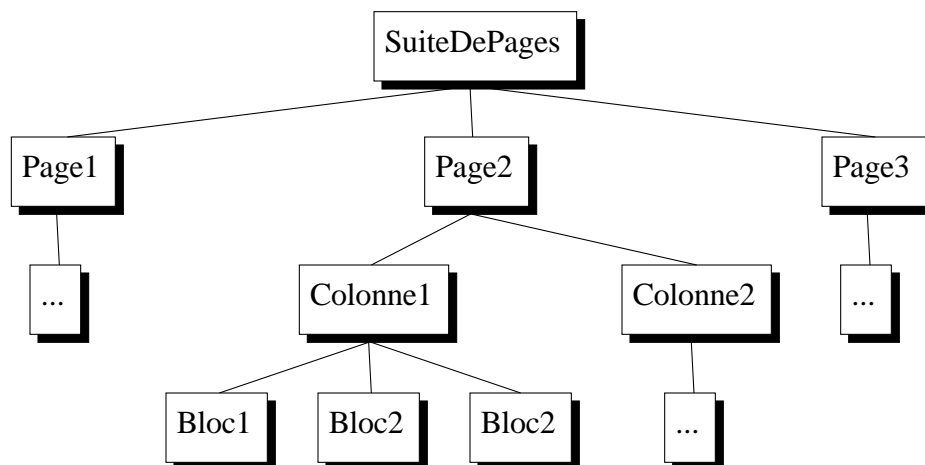 SuiteDePages
Page1
Page2
Page3
...
Colonne1
Colonne2
...
Bloc1
Bloc2
Bloc2
...